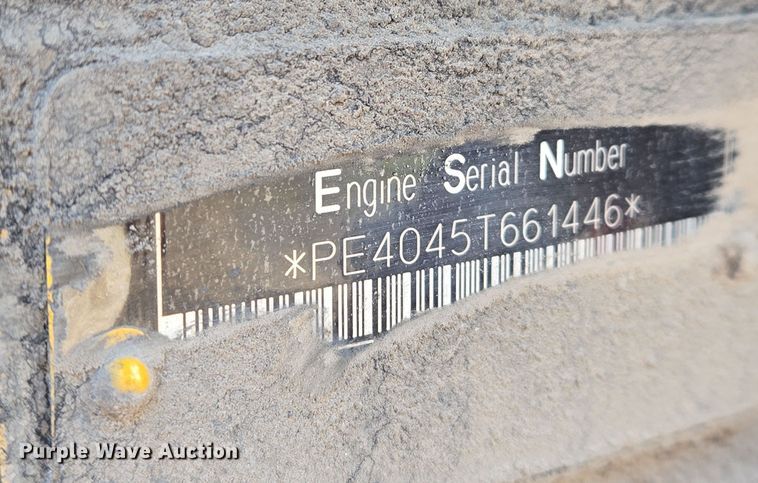 Engine Serial Number
*PE4045T661446*
Purple Wave Auction